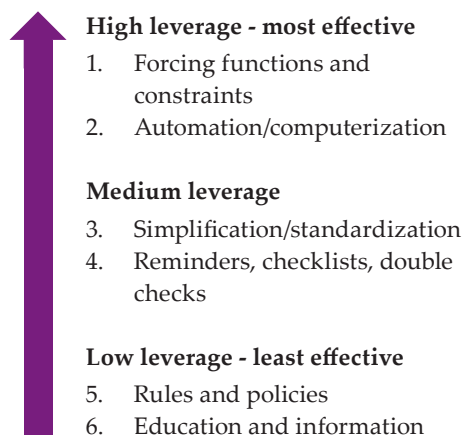 High leverage - most effective
1. Forcing functions and
constraints
2. Automation/computerization
Medium leverage
3. Simplification/standardization
4. Reminders, checklists, double
checks
Low leverage - least effective
5. Rules and policies
6. Education and information